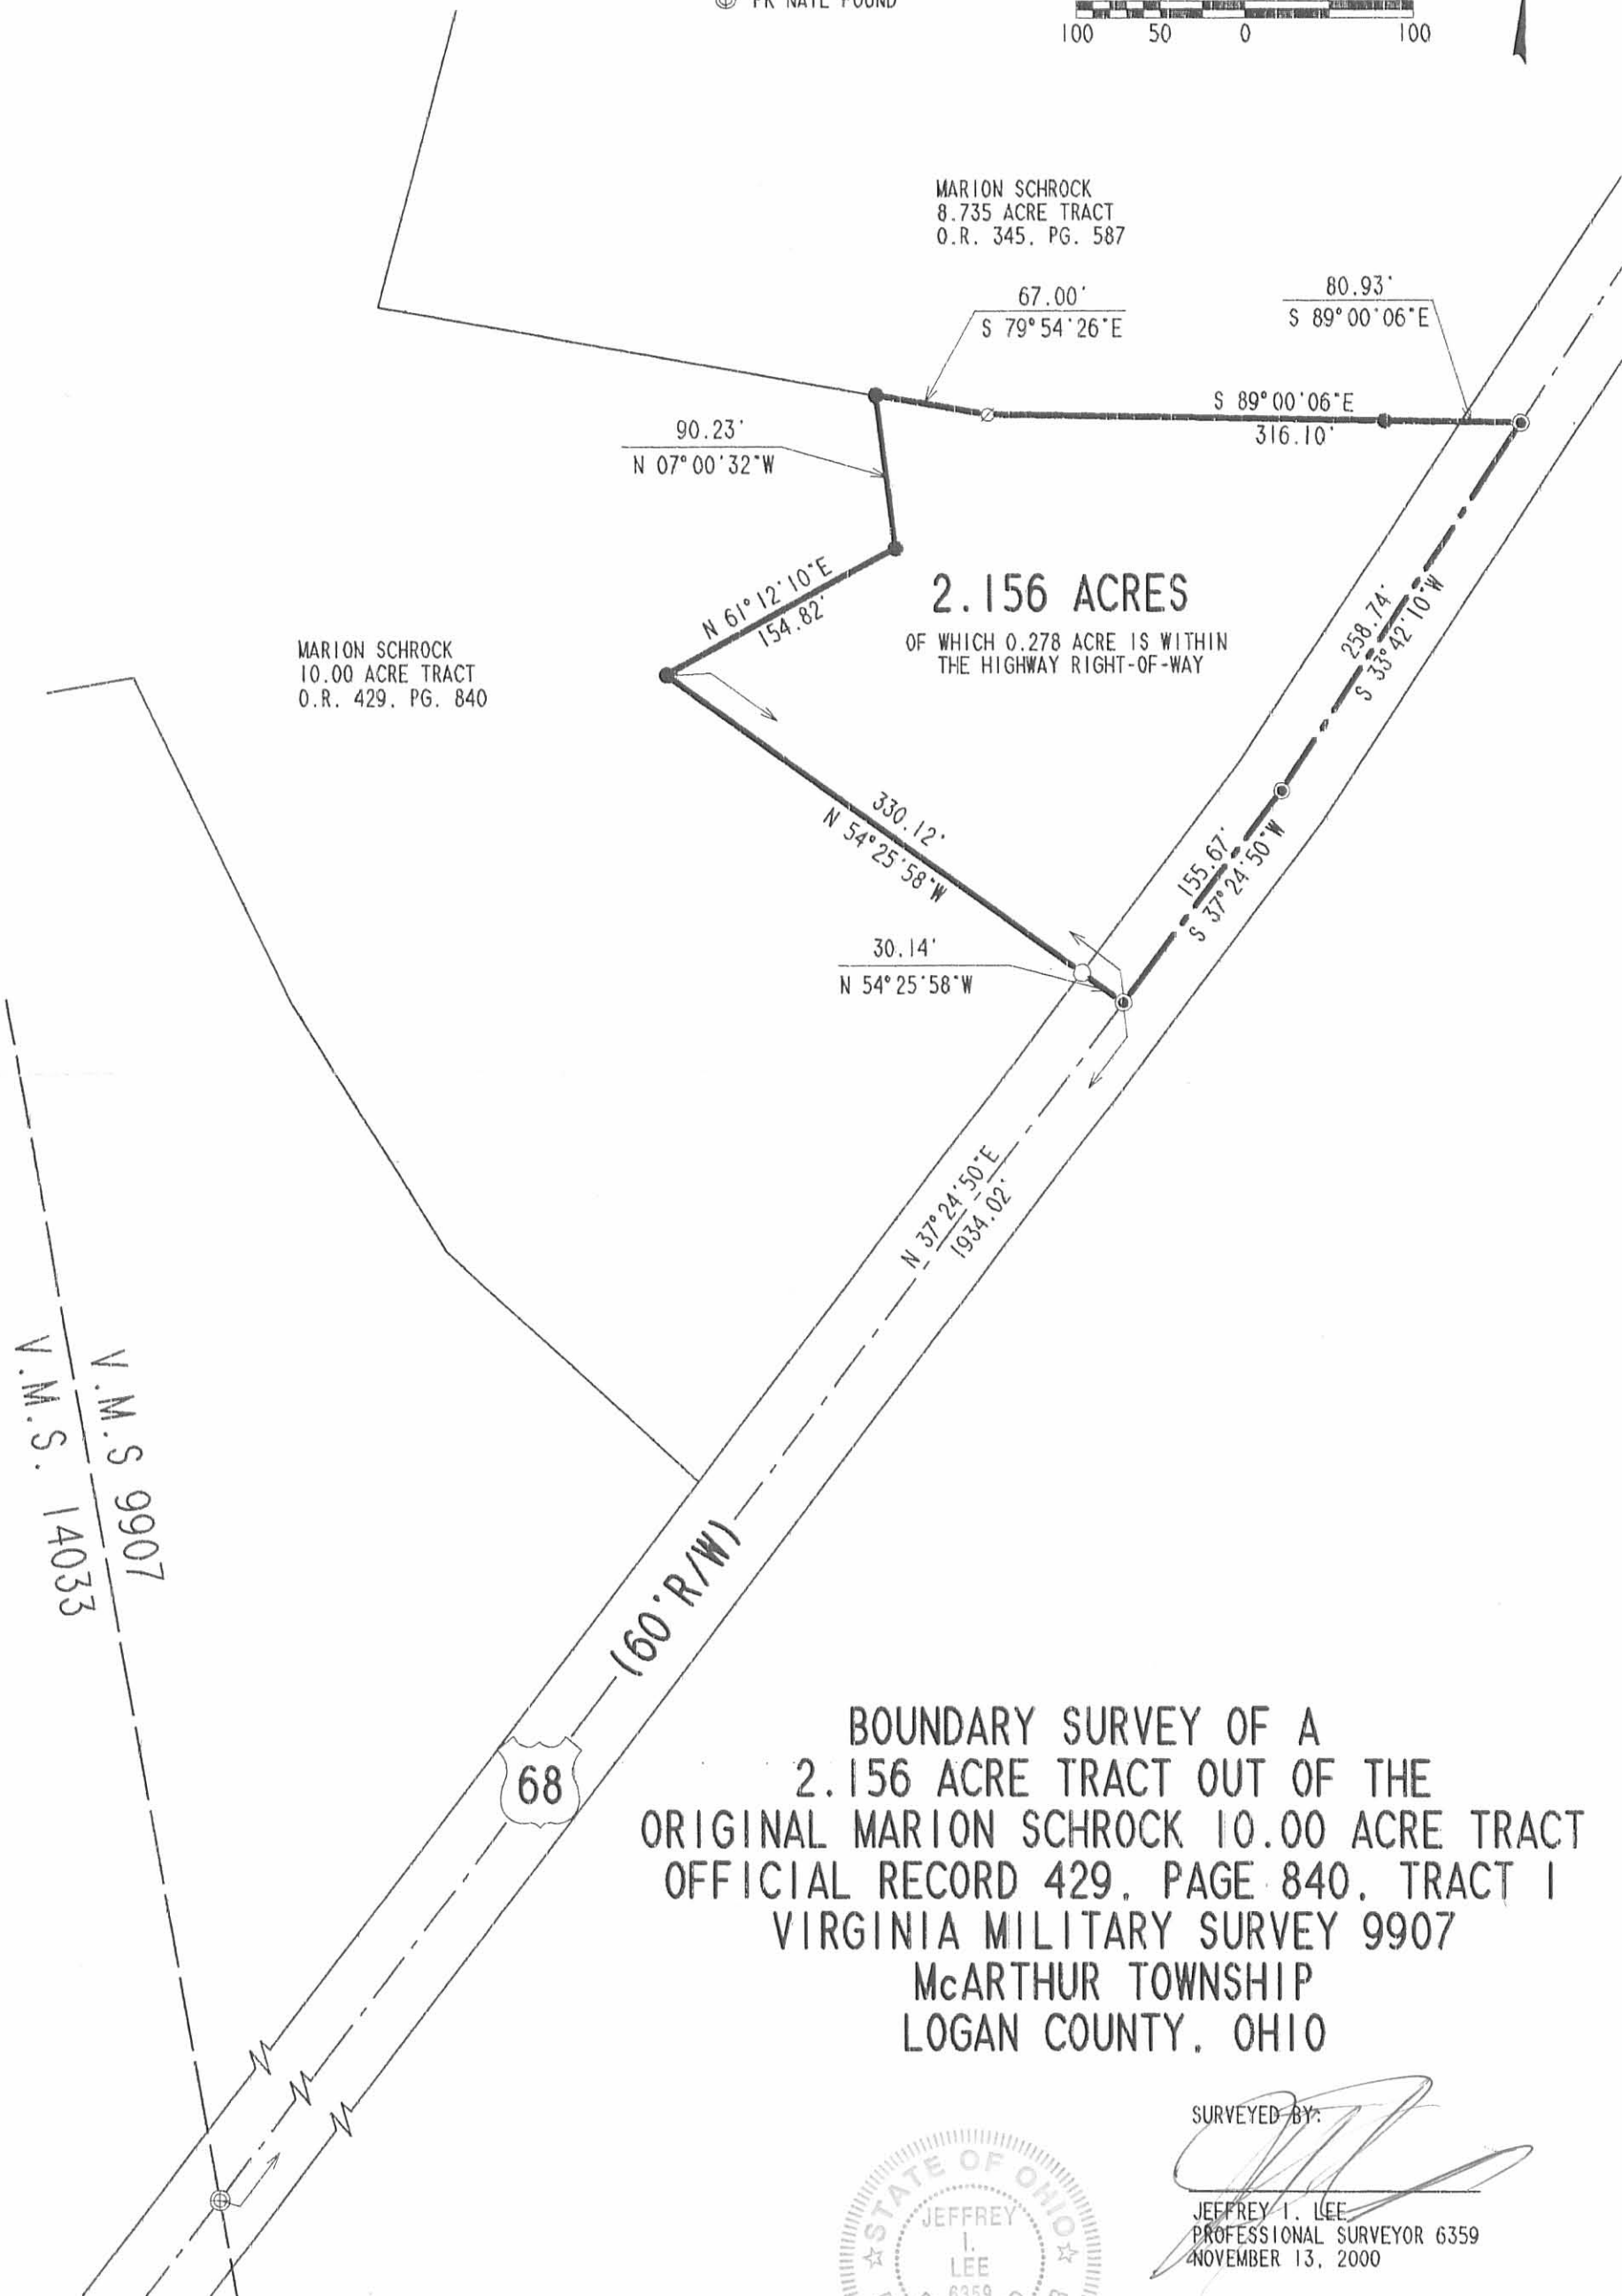 PK NAIL FOUND
100 50 0 100
MARION SCHROCK
8.735 ACRE TRACT
O.R. 345, PG. 587
67.00'
S 79°54'26"E
80.93'
S 89°00'06"E
S 89°00'06"E
316.10'
90.23'
N 07°00'32"W
N 61°12'10"E
154.82'
2.156 ACRES
OF WHICH 0.278 ACRE IS WITHIN
THE HIGHWAY RIGHT-OF-WAY
258.74'
S 33°42'10"W
MARION SCHROCK
10.00 ACRE TRACT
O.R. 429, PG. 840
330.12'
N 54°25'58"W
155.67'
S 37°24'50"W
30.14'
N 54°25'58"W
N 37°24'50"E
1934.02'
V.M.S 9907
V.M.S. 14033
(60' R/W)
68
BOUNDARY SURVEY OF A
2.156 ACRE TRACT OUT OF THE
ORIGINAL MARION SCHROCK 10.00 ACRE TRACT
OFFICIAL RECORD 429, PAGE 840, TRACT 1
VIRGINIA MILITARY SURVEY 9907
McARTHUR TOWNSHIP
LOGAN COUNTY, OHIO
SURVEYED BY:
JEFFREY I. LEE
PROFESSIONAL SURVEYOR 6359
NOVEMBER 13, 2000
STATE OF OHIO
JEFFREY
I.
LEE
6359